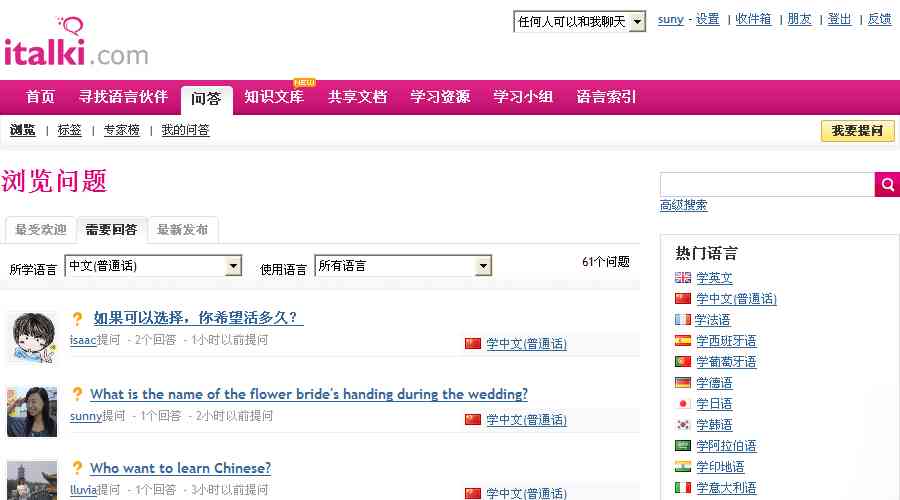 任何人可以和我聊天
suny - 设置 | 收件箱 | 朋友 | 登出 | 反馈
italki.com
NEW
首页 寻找语言伙伴 问答 知识文库 共享文档 学习资源 学习小组 语言索引
浏览 | 标签 | 专家榜 | 我的问答
我要提问
浏览问题
高级搜索
最受欢迎 需要回答 最新发布
所学语言 中文(普通话) 使用语言 所有语言 61个问题
? 如果可以选择，你希望活多久？
isaac提问 - 2个回答 - 1小时以前提问
学中文(普通话)
? What is the name of the flower bride's handing during the wedding?
sunny提问 - 1个回答 - 2小时以前提问
学中文(普通话)
? Who want to learn Chinese?
lluvia提问 - 1个回答 - 3小时以前提问
学中文(普通话)
热门语言
学英文
学中文(普通话)
学法语
学西班牙语
学葡萄牙语
学德语
学日语
学韩语
学阿拉伯语
学印地语
学意大利语